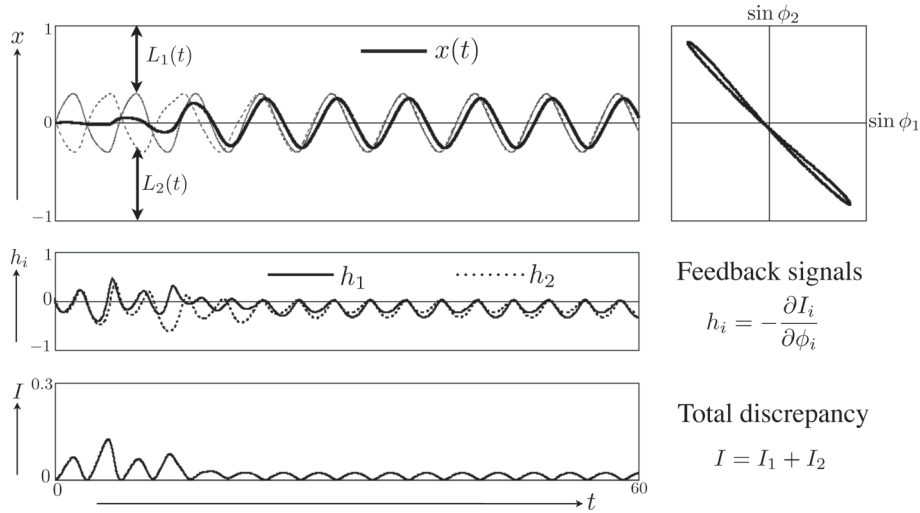 1
x
L₁(t)
x(t)
0
L₂(t)
−1
sin ϕ₂
sin ϕ₁
1
hᵢ
h₁
h₂
0
−1
Feedback signals
hᵢ = −∂Iᵢ/∂ϕᵢ
0.3
I
0
0
t
60
Total discrepancy
I = I₁ + I₂